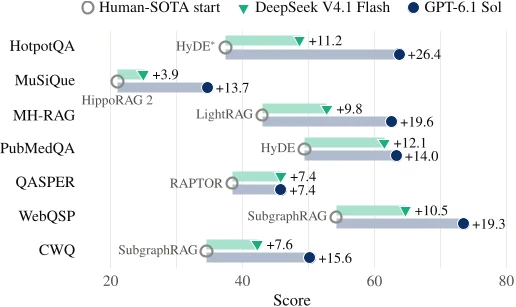 Human-SOTA start DeepSeek V4.1 Flash GPT-6.1 Sol
HotpotQA HyDE* +11.2
+26.4
MuSiQue +3.9
HippoRAG 2 +13.7
MH-RAG LightRAG +9.8
+19.6
PubMedQA HyDE +12.1
+14.0
QASPER RAPTOR +7.4
+7.4
WebQSP SubgraphRAG +10.5
+19.3
CWQ SubgraphRAG +7.6
+15.6
20 40 60 80
Score